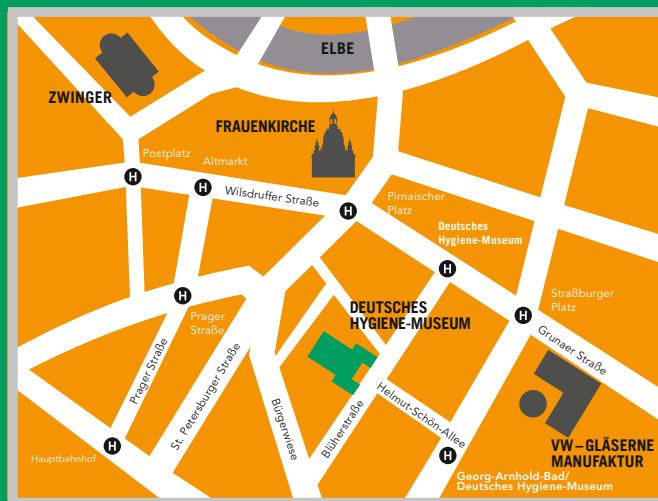 ELBE
ZWINGER
FRAUENKIRCHE
Postplatz
Altmarkt
H
H
Wilsdruffer Straße
H
Pirnaischer
Platz
Deutsches
Hygiene-Museum
H
H
Prager
Straße
DEUTSCHES
HYGIENE-MUSEUM
Straßburger
Platz
H
Grunaer Straße
Prager Straße
St. Petersburger Straße
Bürgerwiese
Blüherstraße
Helmut-Schön-Allee
H
Hauptbahnhof
H
VW–GLÄSERNE
MANUFAKTUR
Georg-Arnhold-Bad/
Deutsches Hygiene-Museum